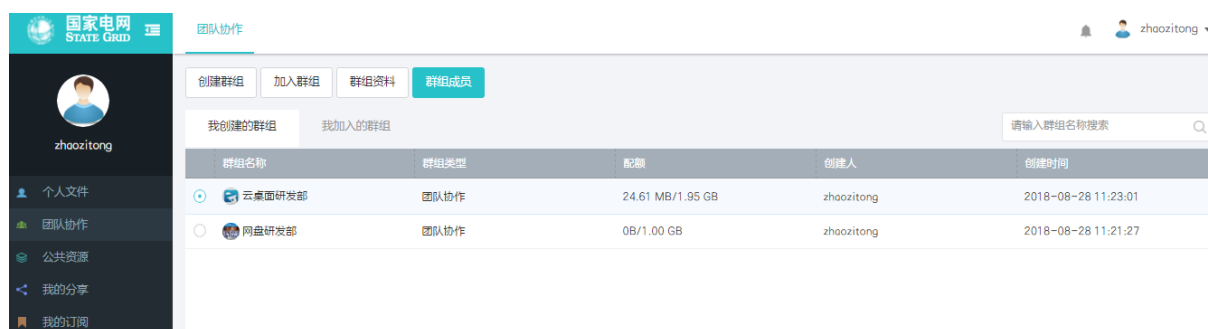 国家电网
STATE GRID
团队协作
zhaozitong
创建群组 加入群组 群组资料 群组成员
我创建的群组 我加入的群组 请输入群组名称搜索
zhaozitong
群组名称 群组类型 配额 创建人 创建时间
云桌面研发部 团队协作 24.61 MB/1.95 GB zhaozitong 2018-08-28 11:23:01
网盘研发部 团队协作 0B/1.00 GB zhaozitong 2018-08-28 11:21:27
个人文件
团队协作
公共资源
我的分享
我的订阅